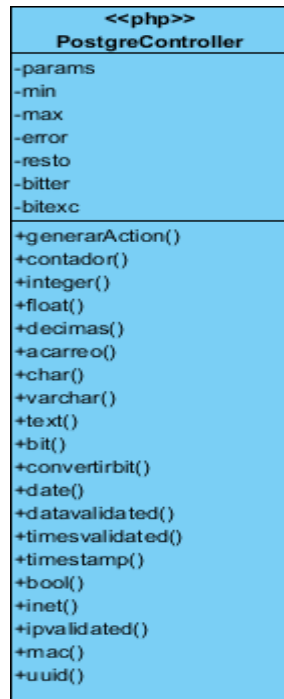 <<php>>
PostgreController
-params
-min
-max
-error
-resto
-bitter
-bitexc
+generarAction()
+contador()
+integer()
+float()
+decimas()
+acarreo()
+char()
+varchar()
+text()
+bit()
+convertirbit()
+date()
+datavalidated()
+timesvalidated()
+timestamp()
+bool()
+inet()
+ipvalidated()
+mac()
+uuid()